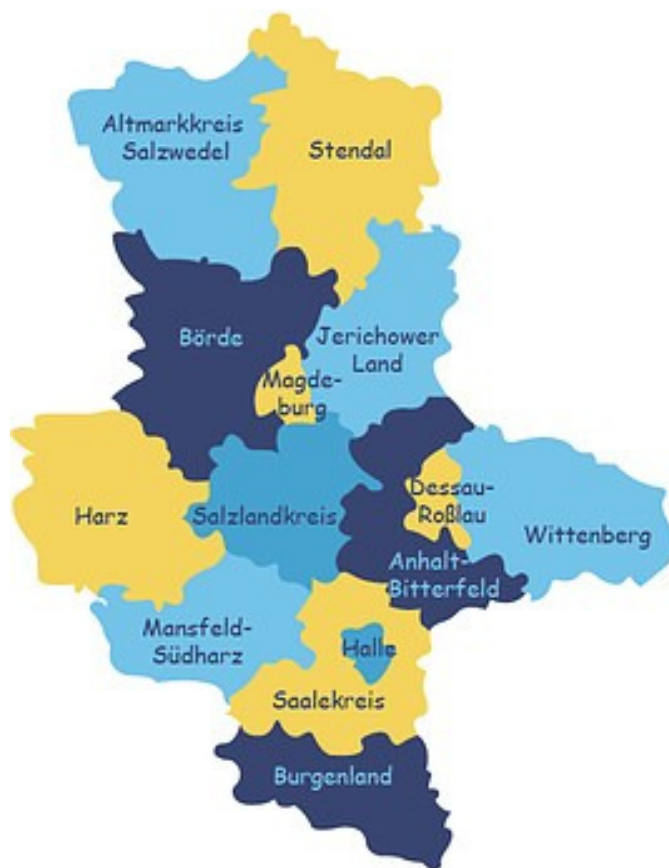 Altmarkkreis
Salzwedel
Stendal
Börde
Jerichower
Land
Magde-
burg
Harz
Salzlandkreis
Dessau-
Roßlau
Wittenberg
Anhalt-
Bitterfeld
Mansfeld-
Südharz
Halle
Saalekreis
Burgenland